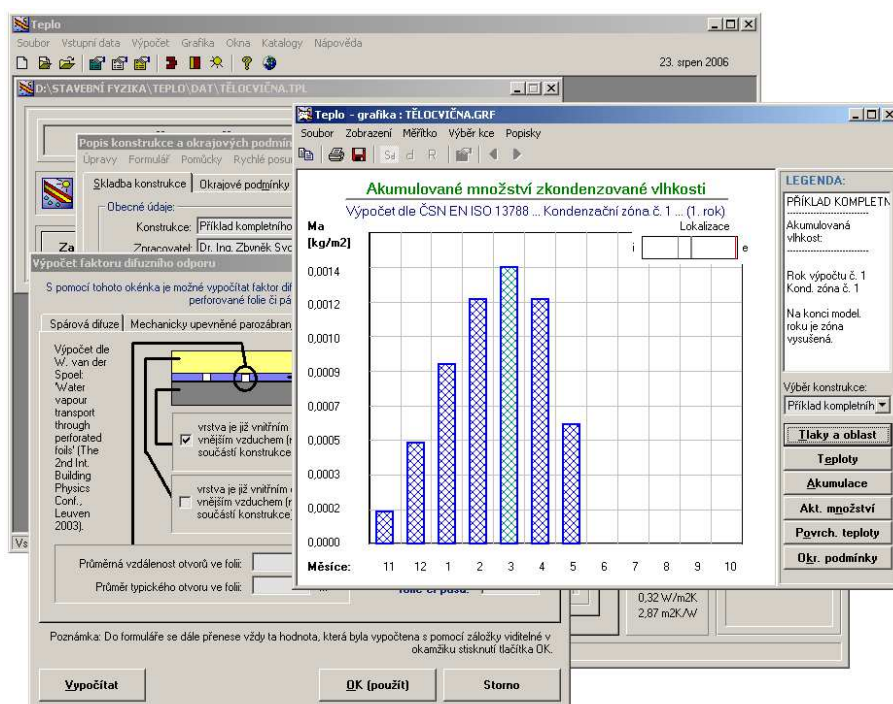 Teplo
Soubor Vstupní data Výpočet Grafika Okna Katalogy Nápověda
23. srpen 2006
D:\STAVEBNÍ FYZIKA\TEPLO\DAT\TĚLOCVIČNA.TPL
Popis konstrukce a okrajových podmín
Úpravy Formulář Pomůcky Rychlé posu
Skladba konstrukce Okrajové podmínky
Obecné údaje:
Konstrukce: Příklad kompletního
Zpracovatel: Dr. Ing. Zbyněk Svo
Za
Výpočet faktoru difuzního odporu
S pomocí tohoto okénka je možné vypočítat faktor dif
perforované folie či pá
Spárová difuze Mechanicky upevněné parozábran
Výpočet dle
W. van der
Spoel:
'Water
vapour
transport
through
perforated
foils' (The
2nd Int.
Building
Physics
Conf.,
Leuven
2003).
vrstva je již vnitřním
vnějším vzduchem (n
součástí konstrukce
vrstva je již vnitřním
vnějším vzduchem (n
součástí konstrukce)
Průměrná vzdálenost otvorů ve folii:
Průměr typického otvoru ve folii:
folie či pásu:
0,32 W/m2K
2,87 m2K/W
Poznámka: Do formuláře se dále přenese vždy ta hodnota, která byla vypočtena s pomocí záložky viditelné v
okamžiku stisknutí tlačítka OK.
Vypočítat
OK (použít)
Storno
Vs
Teplo - grafika : TĚLOCVIČNA.GRF
Soubor Zobrazení Měřítko Výběr kce Popisky
Sd d R
Akumulované množství zkondenzované vlhkosti
Výpočet dle ČSN EN ISO 13788 ... Kondenzační zóna č. 1 ... (1. rok)
Ma
[kg/m2]
Lokalizace
i e
0,0014
0,0012
0,0010
0,0009
0,0007
0,0005
0,0003
0,0002
0,0000
Měsíce: 11 12 1 2 3 4 5 6 7 8 9 10
LEGENDA:
PŘÍKLAD KOMPLETN
Akumulovaná
vlhkost:
Rok výpočtu č. 1
Kond. zóna č. 1
Na konci model.
roku je zóna
vysušená.
Výběr konstrukce:
Příklad kompletníh
Tlaky a oblast
Teploty
Akumulace
Akt. množství
Povrch. teploty
Okr. podmínky